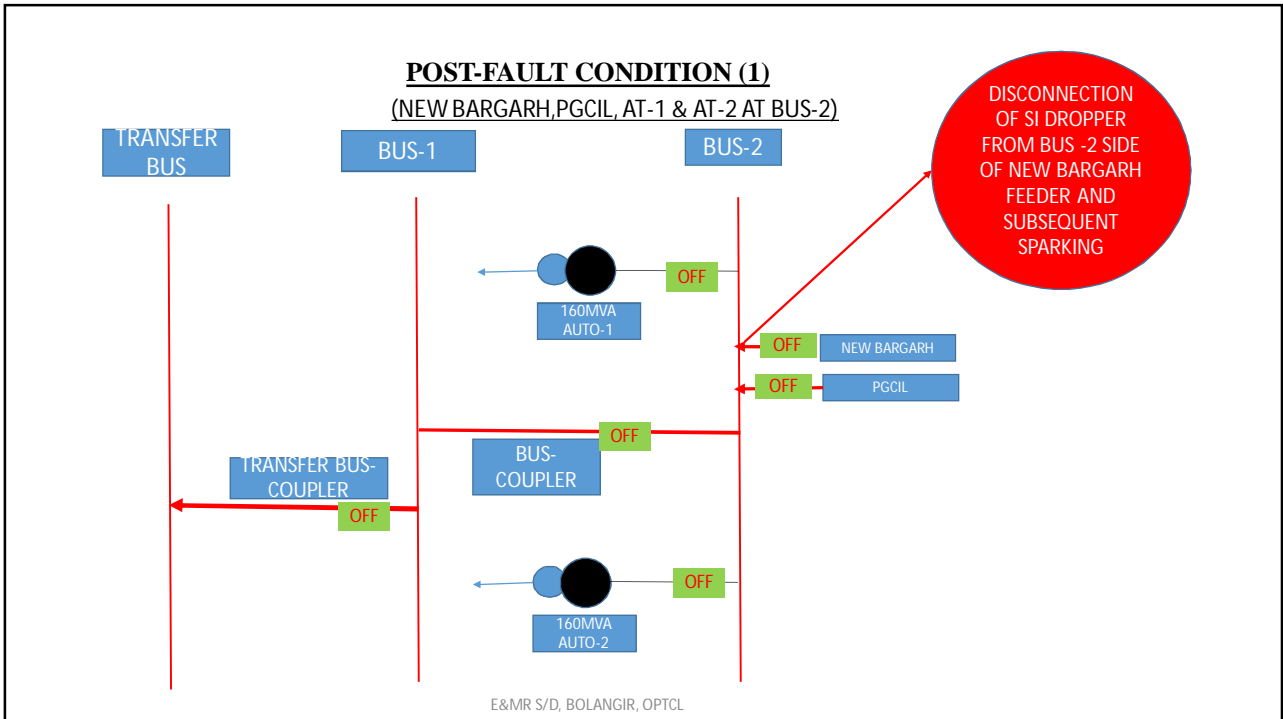 POST-FAULT CONDITION (1)
(NEW BARGARH,PGCIL, AT-1 & AT-2 AT BUS-2)
DISCONNECTION
OF SI DROPPER
FROM BUS -2 SIDE
OF NEW BARGARH
FEEDER AND
SUBSEQUENT
SPARKING
TRANSFER
BUS
BUS-1
BUS-2
OFF
160MVA
AUTO-1
OFF
NEW BARGARH
OFF
PGCIL
OFF
BUS-
COUPLER
TRANSFER BUS-
COUPLER
OFF
OFF
160MVA
AUTO-2
E&MR S/D, BOLANGIR, OPTCL